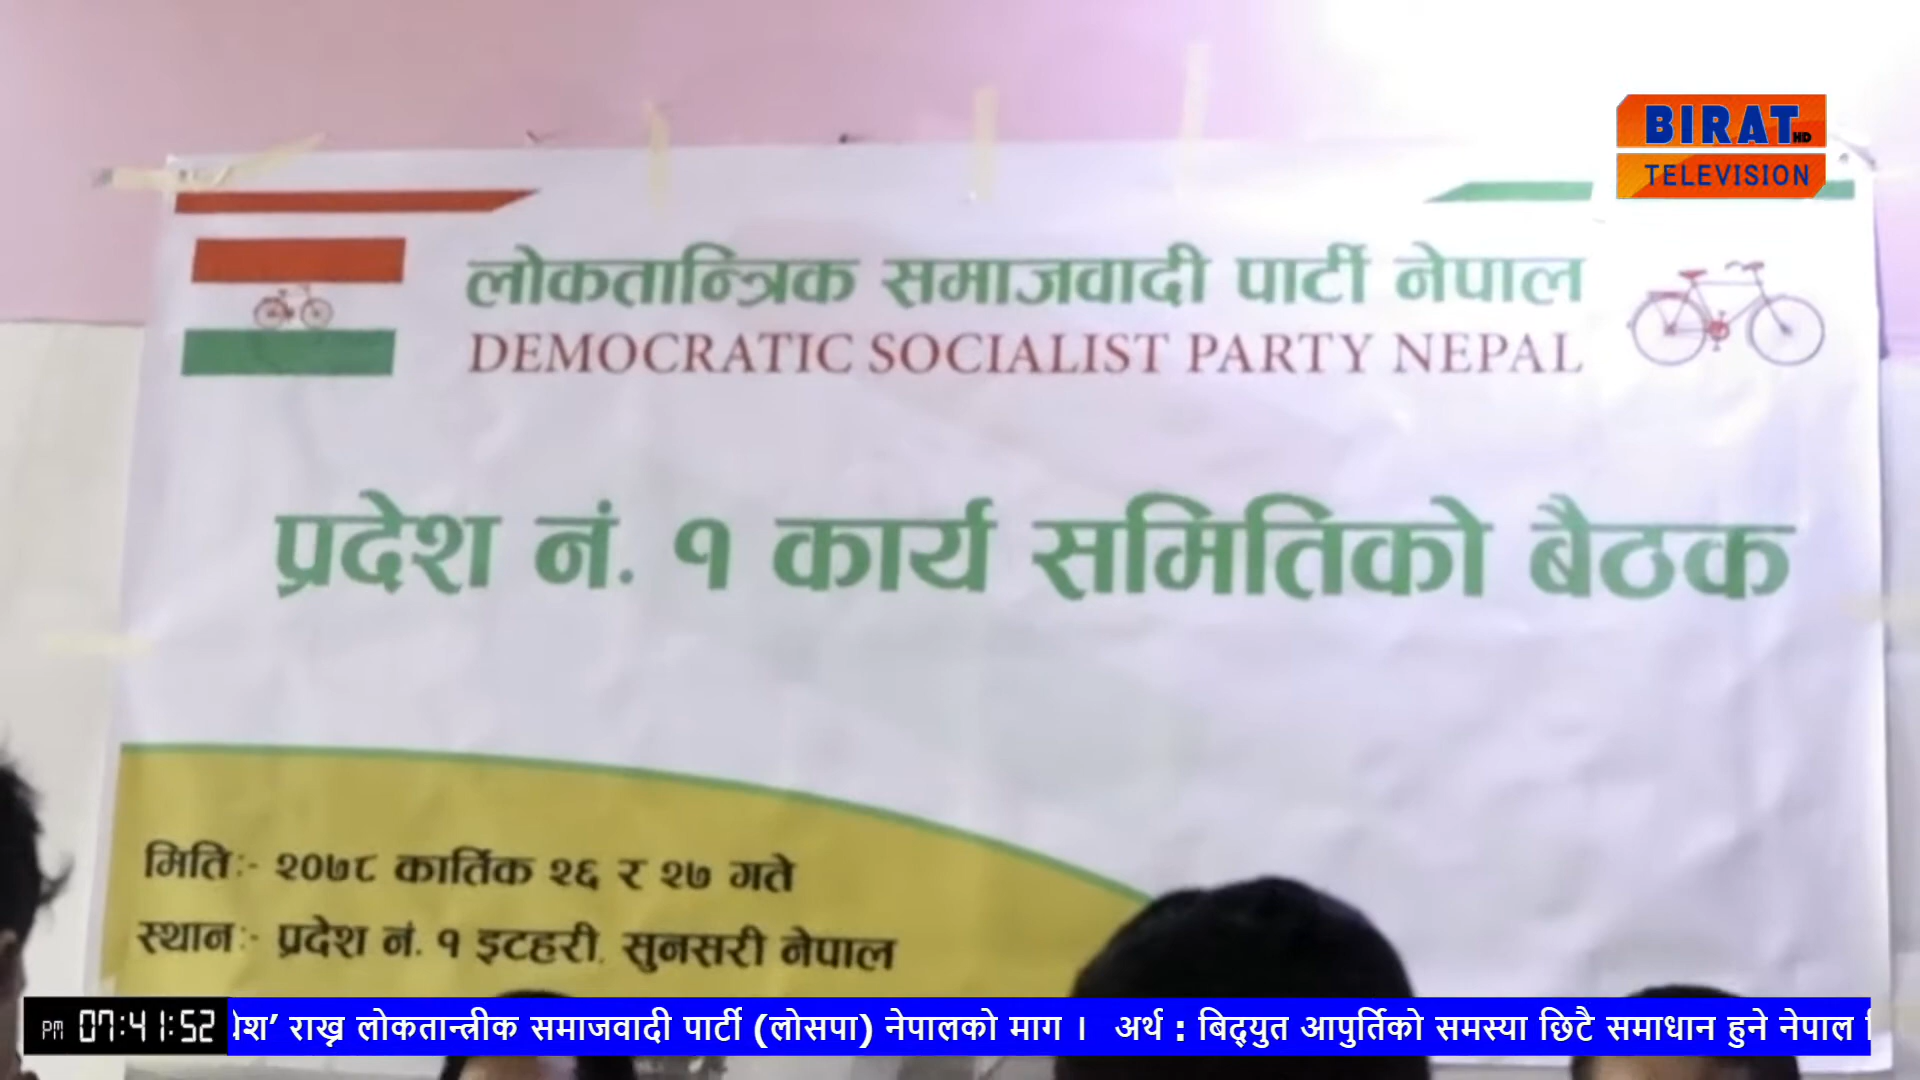 BIRAT HD
TELEVISION
लोकतान्त्रिक समाजवादी पार्टी नेपाल
DEMOCRATIC SOCIALIST PARTY NEPAL
प्रदेश नं. १ कार्य समितिको बैठक
मिति:- २०७८ कार्तिक २६ र २७ गते
स्थान:- प्रदेश नं. १ इटहरी, सुनसरी नेपाल
PM 07:41:52 राख्न लोकतान्त्रीक समाजवादी पार्टी (लोसपा) नेपालको माग । अर्थ : बिद्युत आपुर्तिको समस्या छिटै समाधान हुने नेपाल